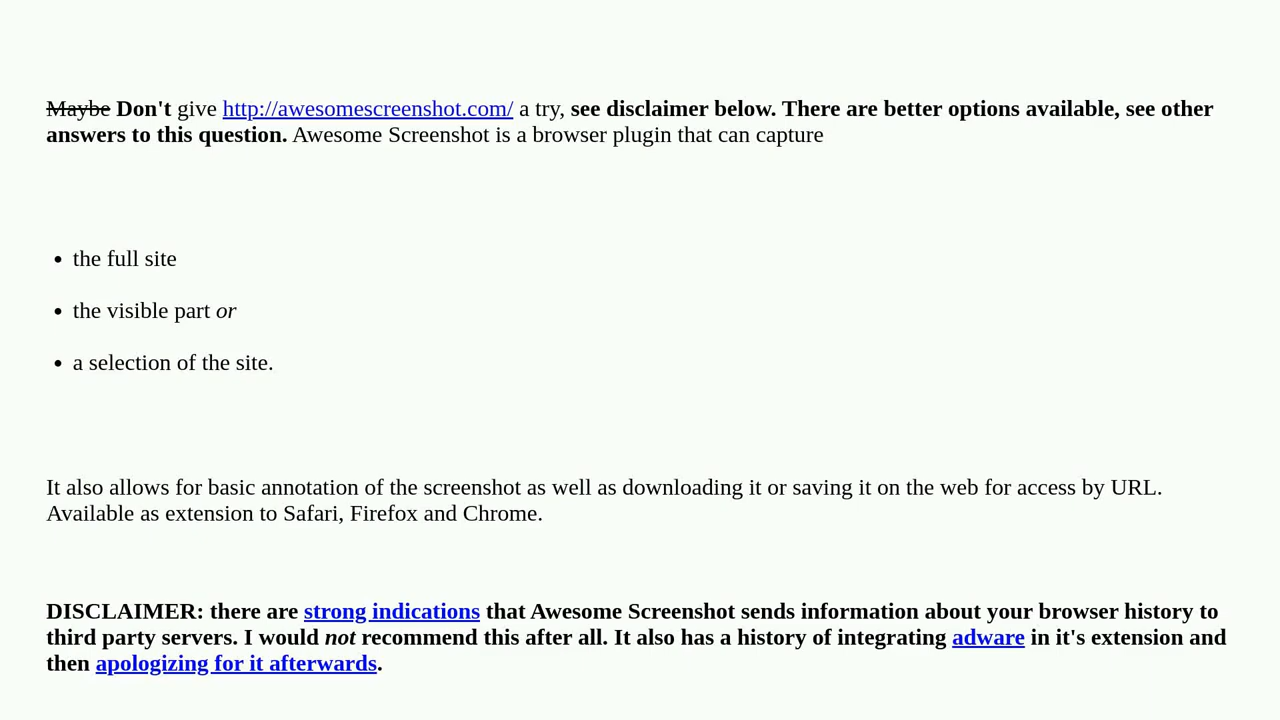 Maybe Don't give http://awesomescreenshot.com/ a try, see disclaimer below. There are better options available, see other
answers to this question. Awesome Screenshot is a browser plugin that can capture
• the full site
• the visible part or
• a selection of the site.
It also allows for basic annotation of the screenshot as well as downloading it or saving it on the web for access by URL.
Available as extension to Safari, Firefox and Chrome.
DISCLAIMER: there are strong indications that Awesome Screenshot sends information about your browser history to
third party servers. I would not recommend this after all. It also has a history of integrating adware in it's extension and
then apologizing for it afterwards.